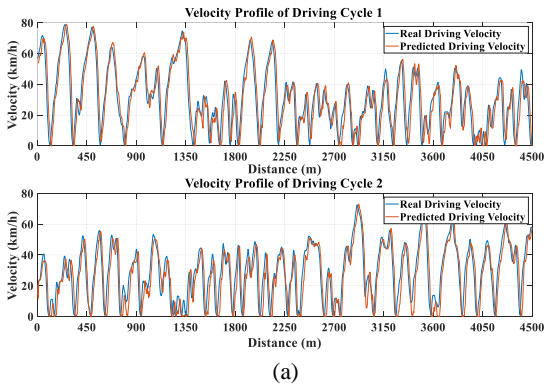 Velocity Profile of Driving Cycle 1
80
60
40
20
0
Velocity (km/h)
Real Driving Velocity
Predicted Driving Velocity
0 450 900 1350 1800 2250 2700 3150 3600 4050 4500
Distance (m)
Velocity Profile of Driving Cycle 2
80
60
40
20
0
Velocity (km/h)
Real Driving Velocity
Predicted Driving Velocity
0 450 900 1350 1800 2250 2700 3150 3600 4050 4500
Distance (m)
(a)